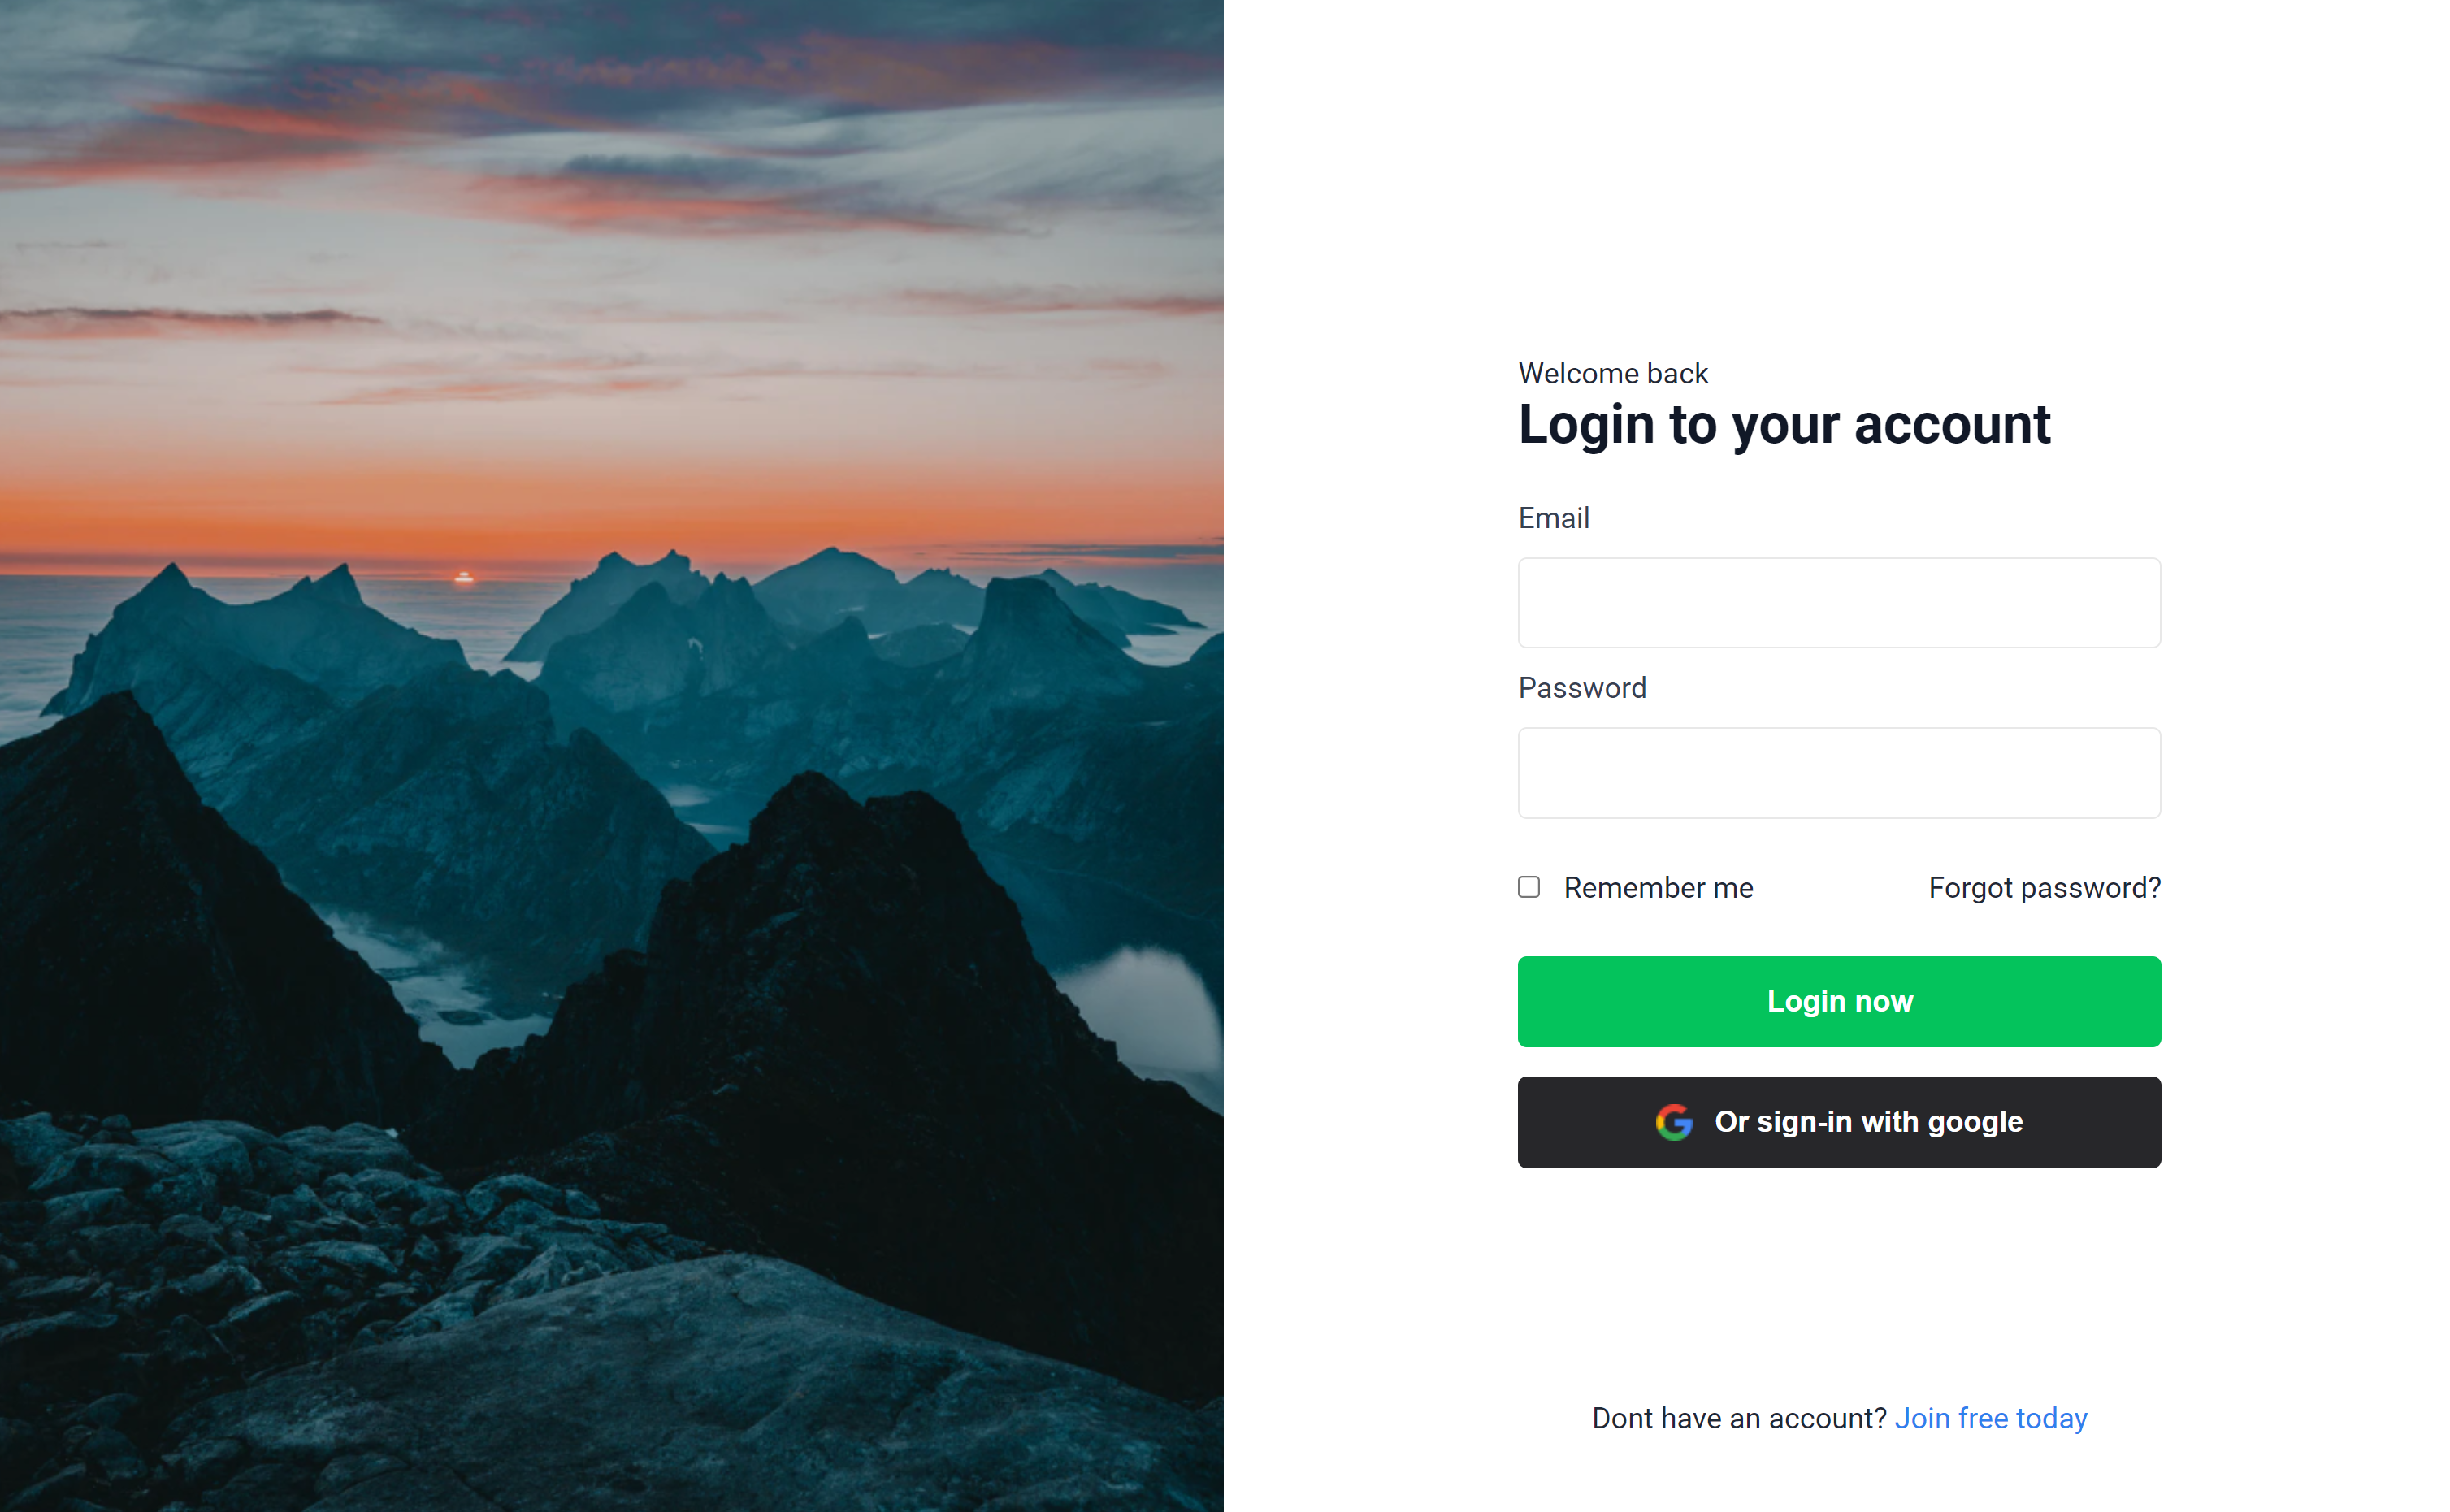 Welcome back
Login to your account
Email
Password
Remember me
Forgot password?
Login now
Or sign-in with google
Dont have an account? Join free today